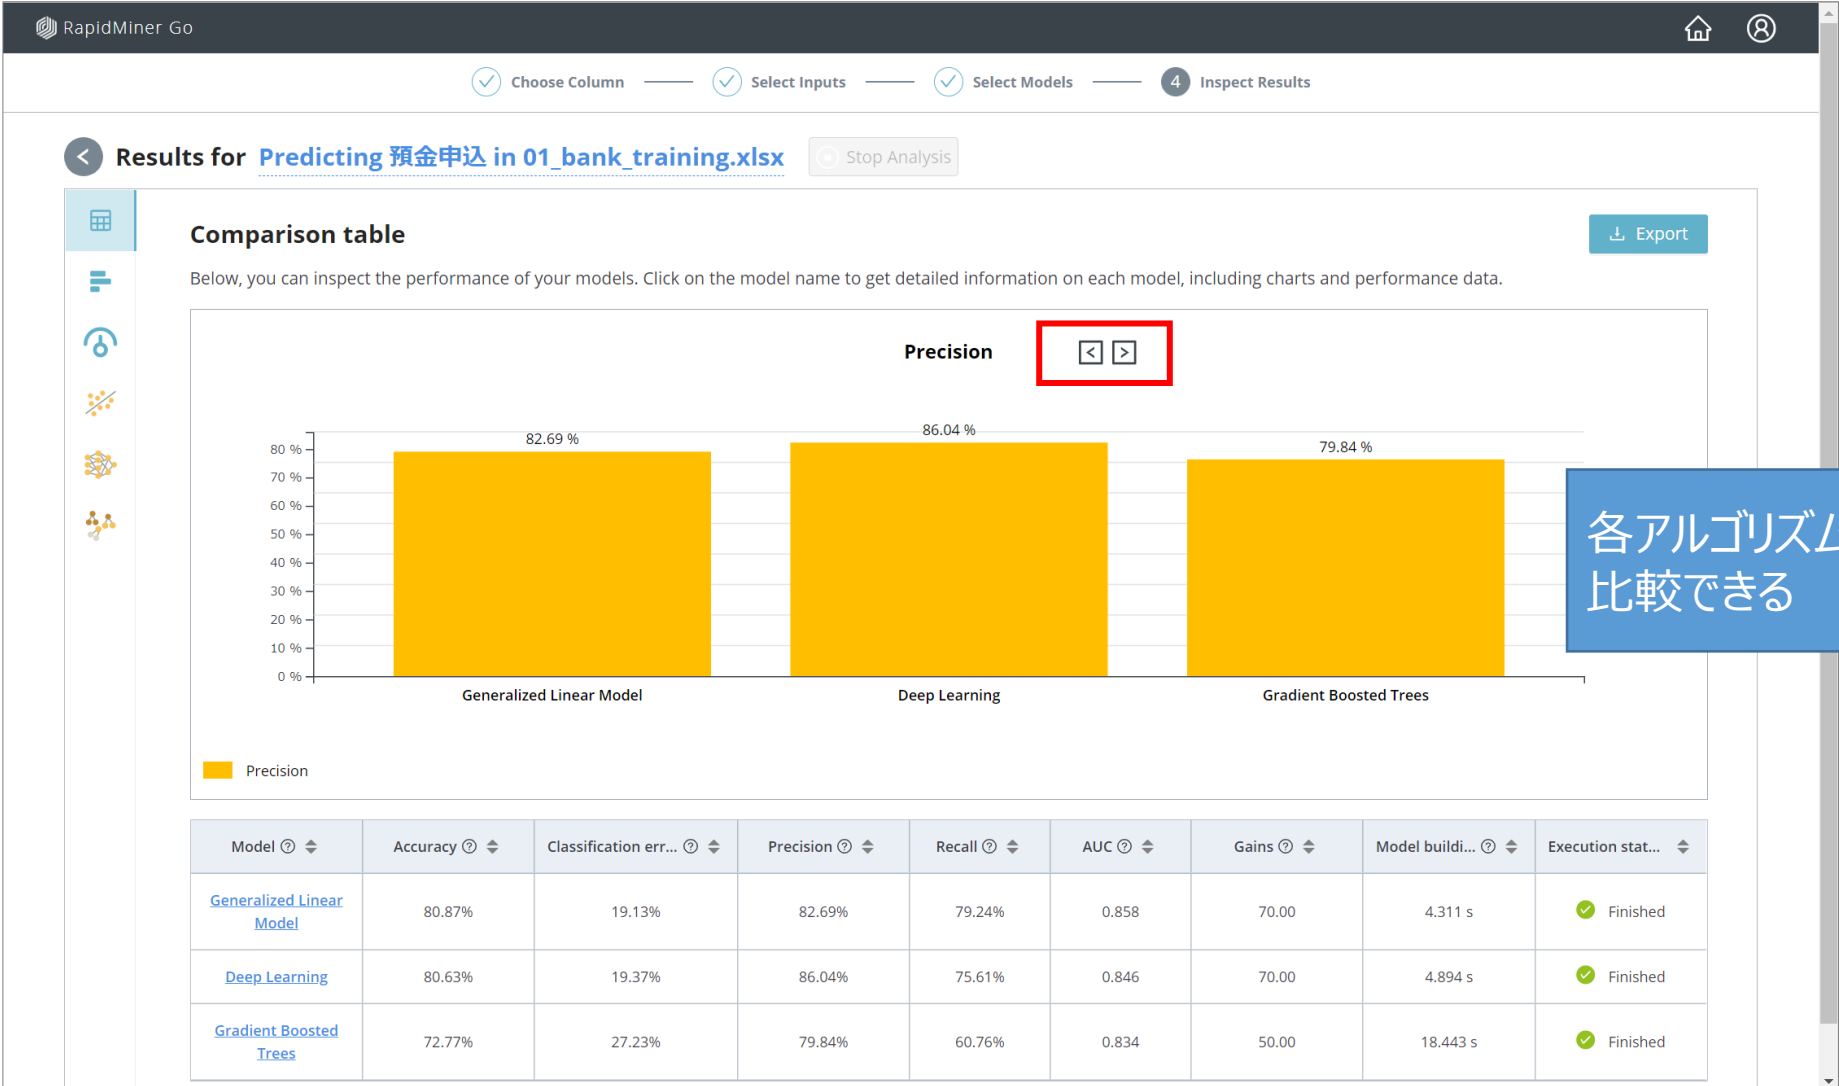 RapidMiner Go
Choose Column
Select Inputs
Select Models
4 Inspect Results
Results for Predicting 預金申込 in 01_bank_training.xlsx
Stop Analysis
Comparison table
Export
Below, you can inspect the performance of your models. Click on the model name to get detailed information on each model, including charts and performance data.
Precision < >
82.69 %
86.04 %
79.84 %
80 %
70 %
60 %
50 %
40 %
30 %
20 %
10 %
0 %
Generalized Linear Model
Deep Learning
Gradient Boosted Trees
各アルゴリズム
比較できる
Precision
Model ? Accuracy ? Classification err... ? Precision ? Recall ? AUC ? Gains ? Model buildi... ? Execution stat...
Generalized Linear
Model
80.87% 19.13% 82.69% 79.24% 0.858 70.00 4.311 s Finished
Deep Learning 80.63% 19.37% 86.04% 75.61% 0.846 70.00 4.894 s Finished
Gradient Boosted
Trees
72.77% 27.23% 79.84% 60.76% 0.834 50.00 18.443 s Finished